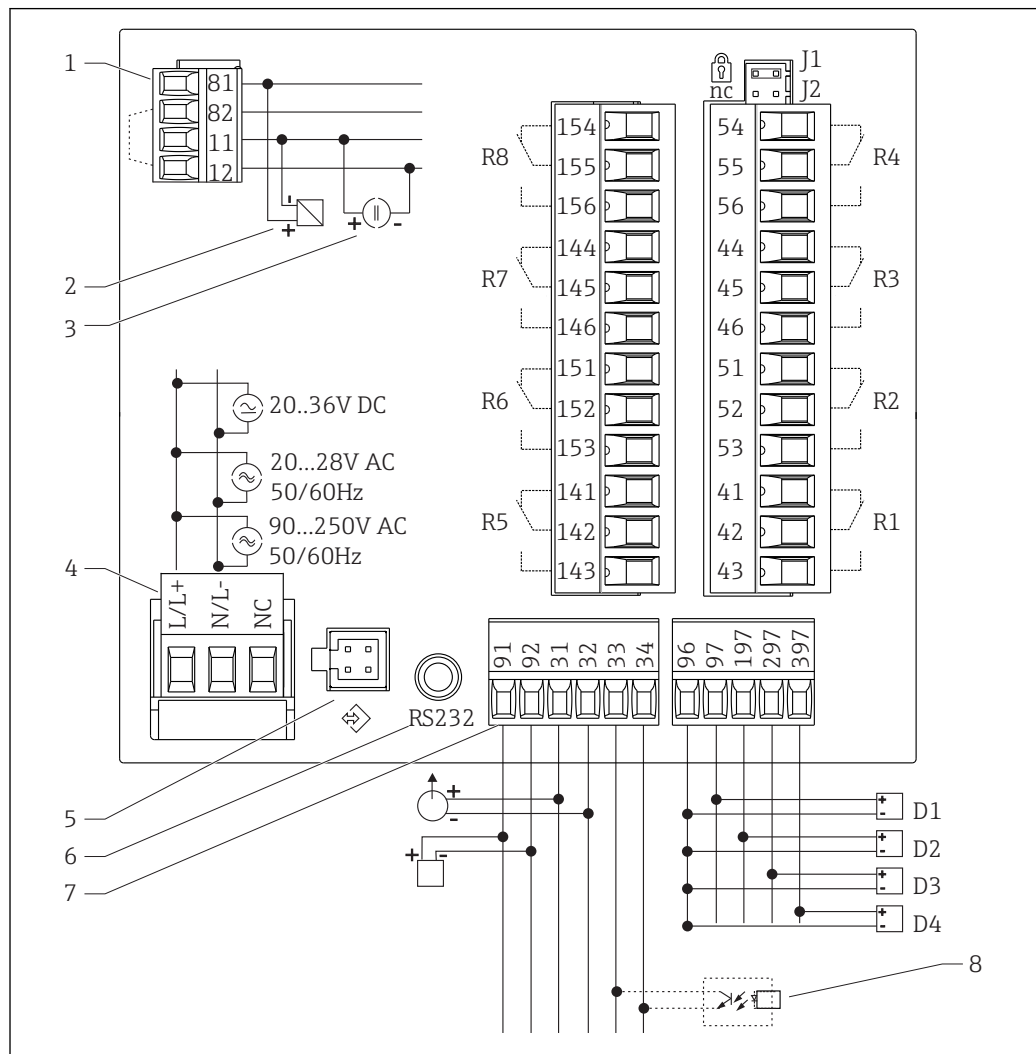 1
81
82
11
12
-
+
+
-
2
3
J1
nc
J2
154
155
156
R8
144
145
146
R7
151
152
153
R6
141
142
143
R5
54
55
56
R4
44
45
46
R3
51
52
53
R2
41
42
43
R1
20..36V DC
20...28V AC
50/60Hz
90...250V AC
50/60Hz
4
L/L+
N/L-
NC
RS232
91
92
31
32
33
34
96
97
197
297
397
5
6
7
+
-
+
-
+
-
D1
+
-
D2
+
-
D3
+
-
D4
8